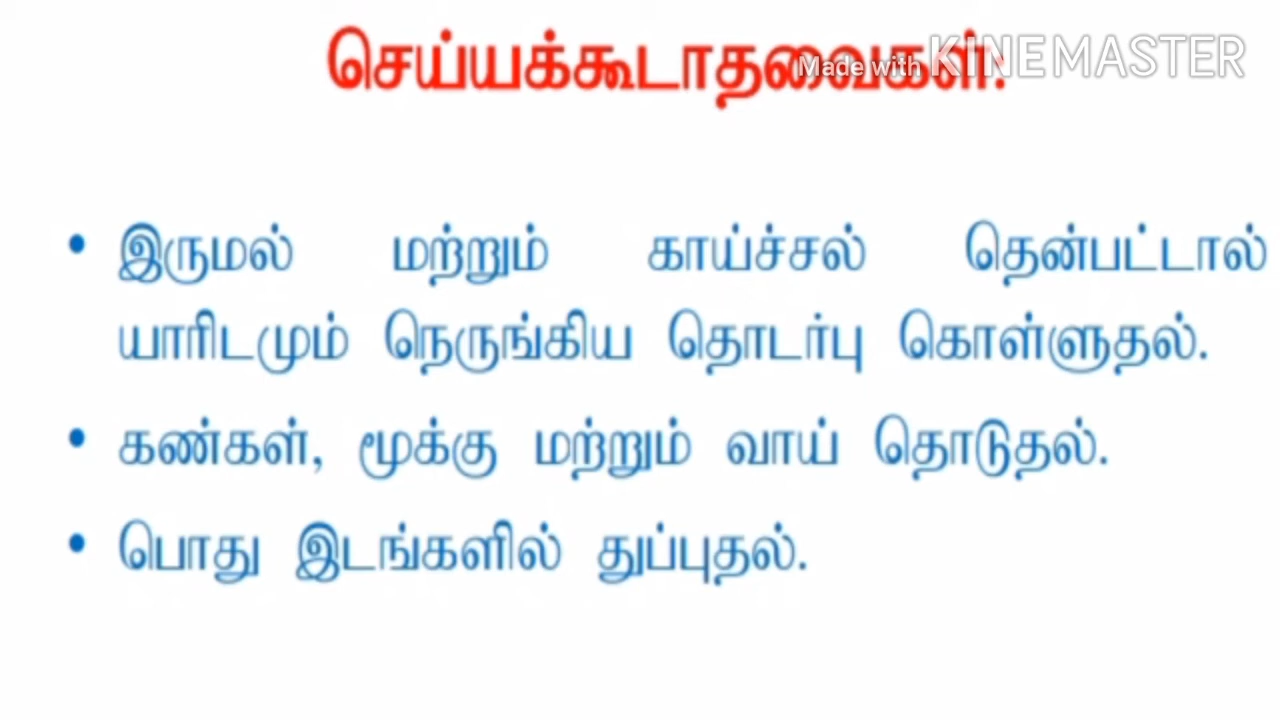 செய்யக்கூடாதவைகள்:
Made with KINEMASTER
• இருமல் மற்றும் காய்ச்சல் தென்பட்டால்
யாரிடமும் நெருங்கிய தொடர்பு கொள்ளுதல்.
• கண்கள், மூக்கு மற்றும் வாய் தொடுதல்.
• பொது இடங்களில் துப்புதல்.